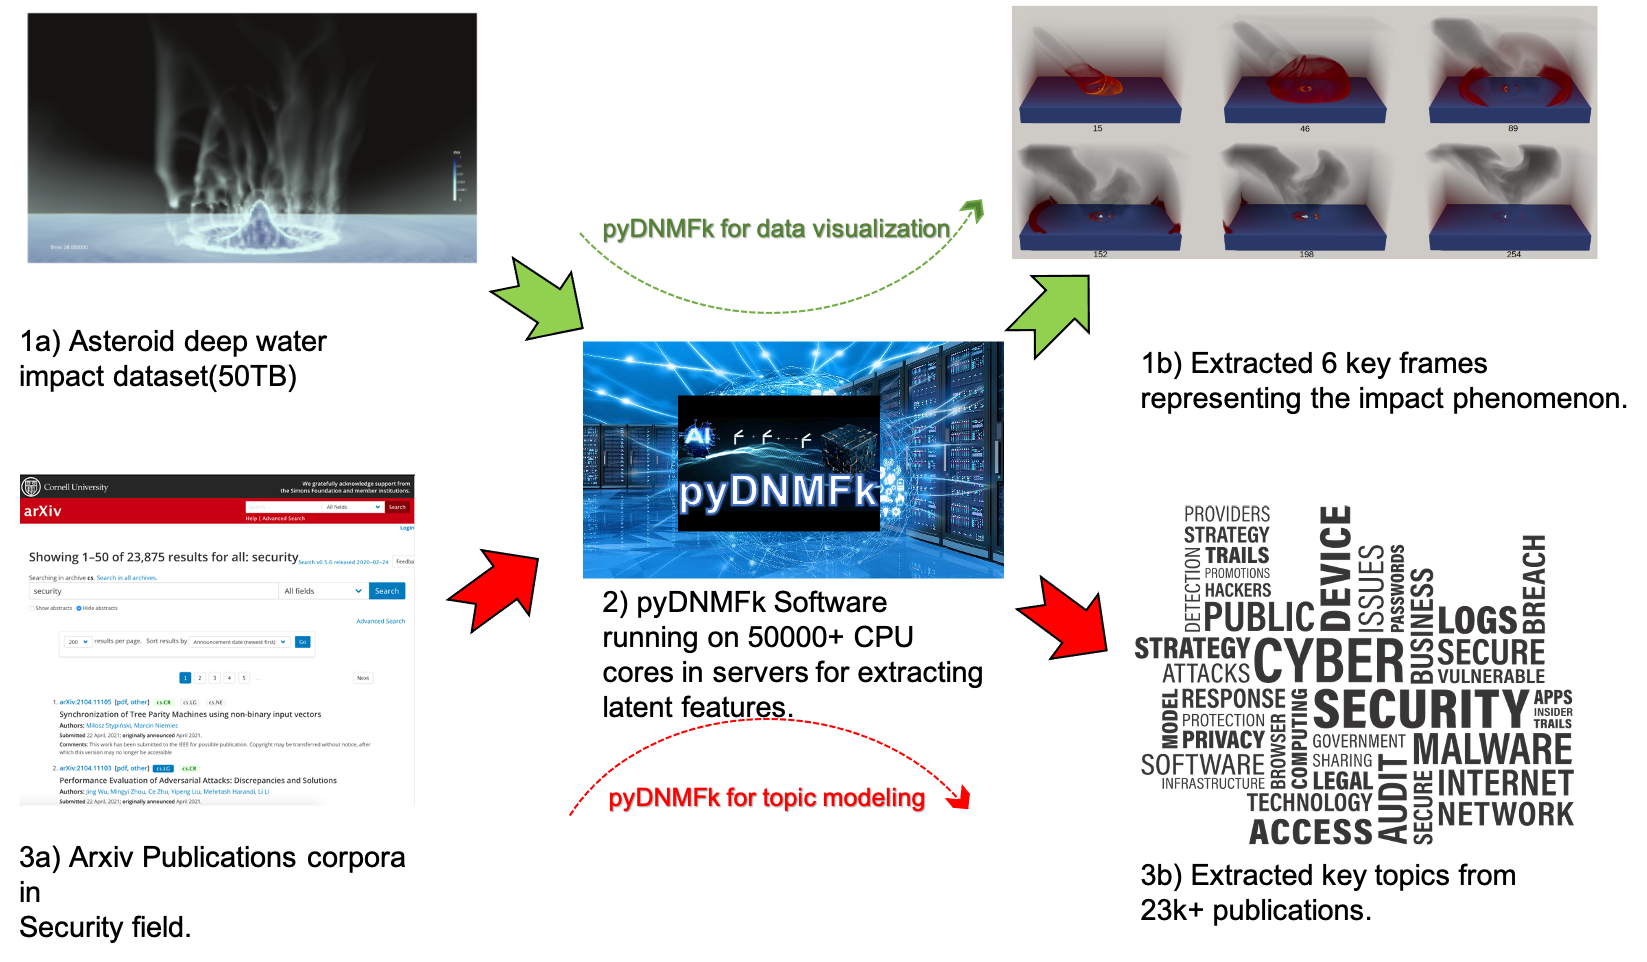 Time: 28.000000
15
46
89
152
198
254
pyDNMFk for data visualization
1a) Asteroid deep water
impact dataset(50TB)
1b) Extracted 6 key frames
representing the impact phenomenon.
AI
pyDNMFk
2) pyDNMFk Software
running on 50000+ CPU
cores in servers for extracting
latent features.
pyDNMFk for topic modeling
Cornell University
We gratefully acknowledge support from
the Simons Foundation and member institutions.
arXiv
All fields
Search
Help | Advanced Search
Login
Showing 1–50 of 23,875 results for all: security
Search v0.5.6 released 2020-02-24
Feedba
Searching in archive cs. Search in all archives.
security
All fields
Search
Show abstracts
Hide abstracts
Advanced Search
200
results per page.
Sort results by
Announcement date (newest first)
Go
1
2
3
4
5
...
Next
1. arXiv:2104.11105 [pdf, other] cs.CR cs.LG cs.NE
Synchronization of Tree Parity Machines using non-binary input vectors
Authors: Miłosz Stypiński, Marcin Niemiec
Submitted 22 April, 2021; originally announced April 2021.
Comments: This work has been submitted to the IEEE for possible publication. Copyright may be transferred without notice, after
which this version may no longer be accessible
2. arXiv:2104.11103 [pdf, other] cs.LG cs.CR
Performance Evaluation of Adversarial Attacks: Discrepancies and Solutions
Authors: Jing Wu, Mingyi Zhou, Ce Zhu, Yipeng Liu, Mehrtash Harandi, Li Li
Submitted 22 April, 2021; originally announced April 2021.
3a) Arxiv Publications corpora
in
Security field.
PROVIDERS
STRATEGY
TRAILS
PROMOTIONS
HACKERS
DETECTION
PUBLIC
DEVICE
ISSUES
PASSWORDS
BUSINESS
LOGS
BREACH
STRATEGY
ATTACKS
CYBER
SECURE
VULNERABLE
MODEL
RESPONSE
PROTECTION
PRIVACY
BROWSER
COMPUTING
SECURITY
APPS
INSIDER
TRAILS
GOVERNMENT
SHARING
LEGAL
MALWARE
SOFTWARE
INFRASTRUCTURE
AUDIT
SECURE
INTERNET
TECHNOLOGY
NETWORK
ACCESS
3b) Extracted key topics from
23k+ publications.